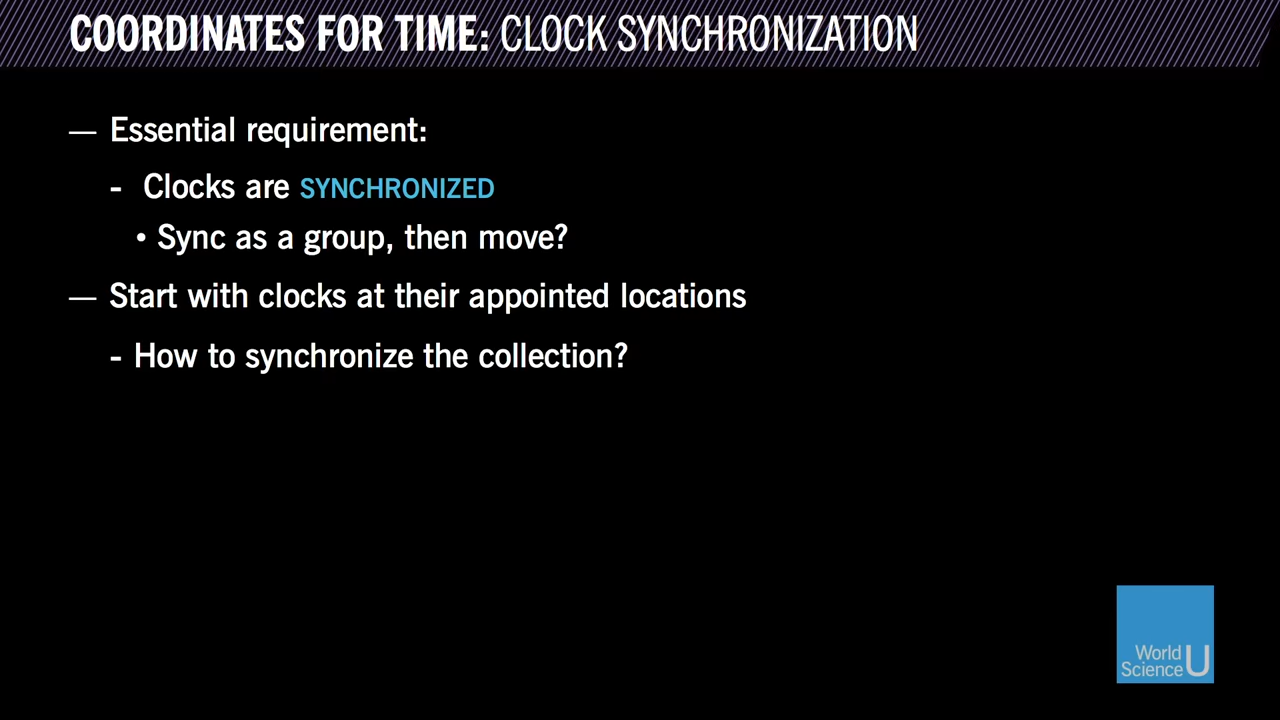 COORDINATES FOR TIME: CLOCK SYNCHRONIZATION
— Essential requirement:
- Clocks are SYNCHRONIZED
• Sync as a group, then move?
— Start with clocks at their appointed locations
- How to synchronize the collection?
World
Science U